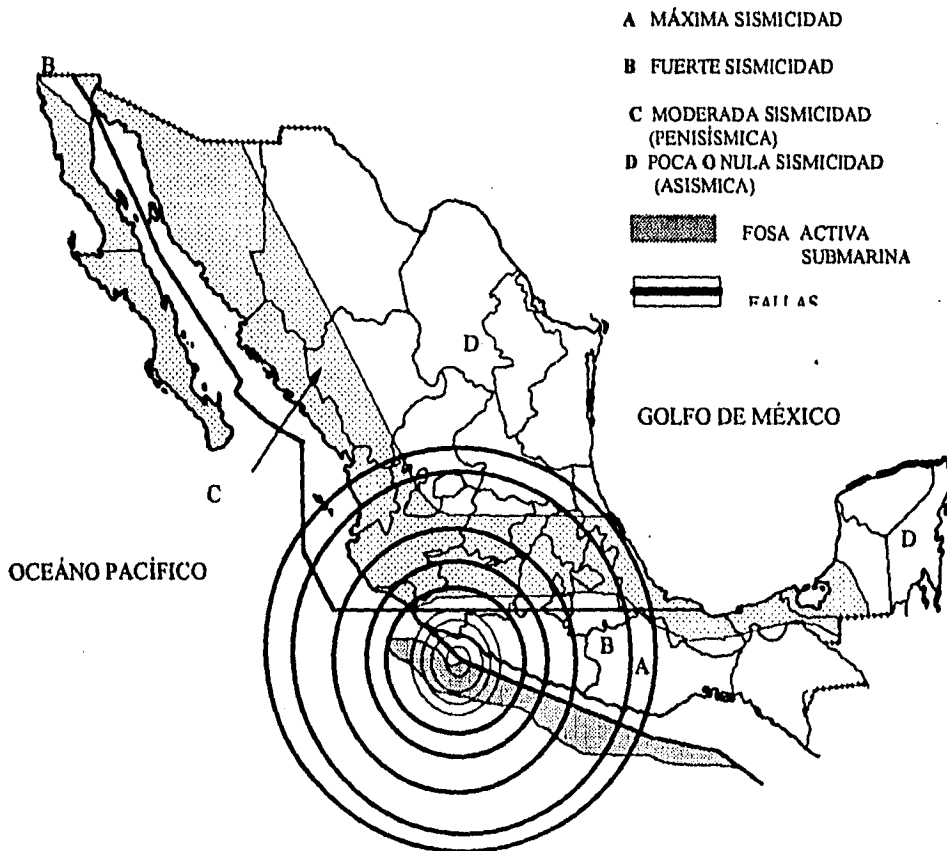 A MÁXIMA SISMICIDAD
B FUERTE SISMICIDAD
C MODERADA SISMICIDAD
(PENISÍSMICA)
D POCA O NULA SISMICIDAD
(ASISMICA)
FOSA ACTIVA
SUBMARINA
FALLAS
B
D
GOLFO DE MÉXICO
C
D
OCEÁNO PACÍFICO
B
A